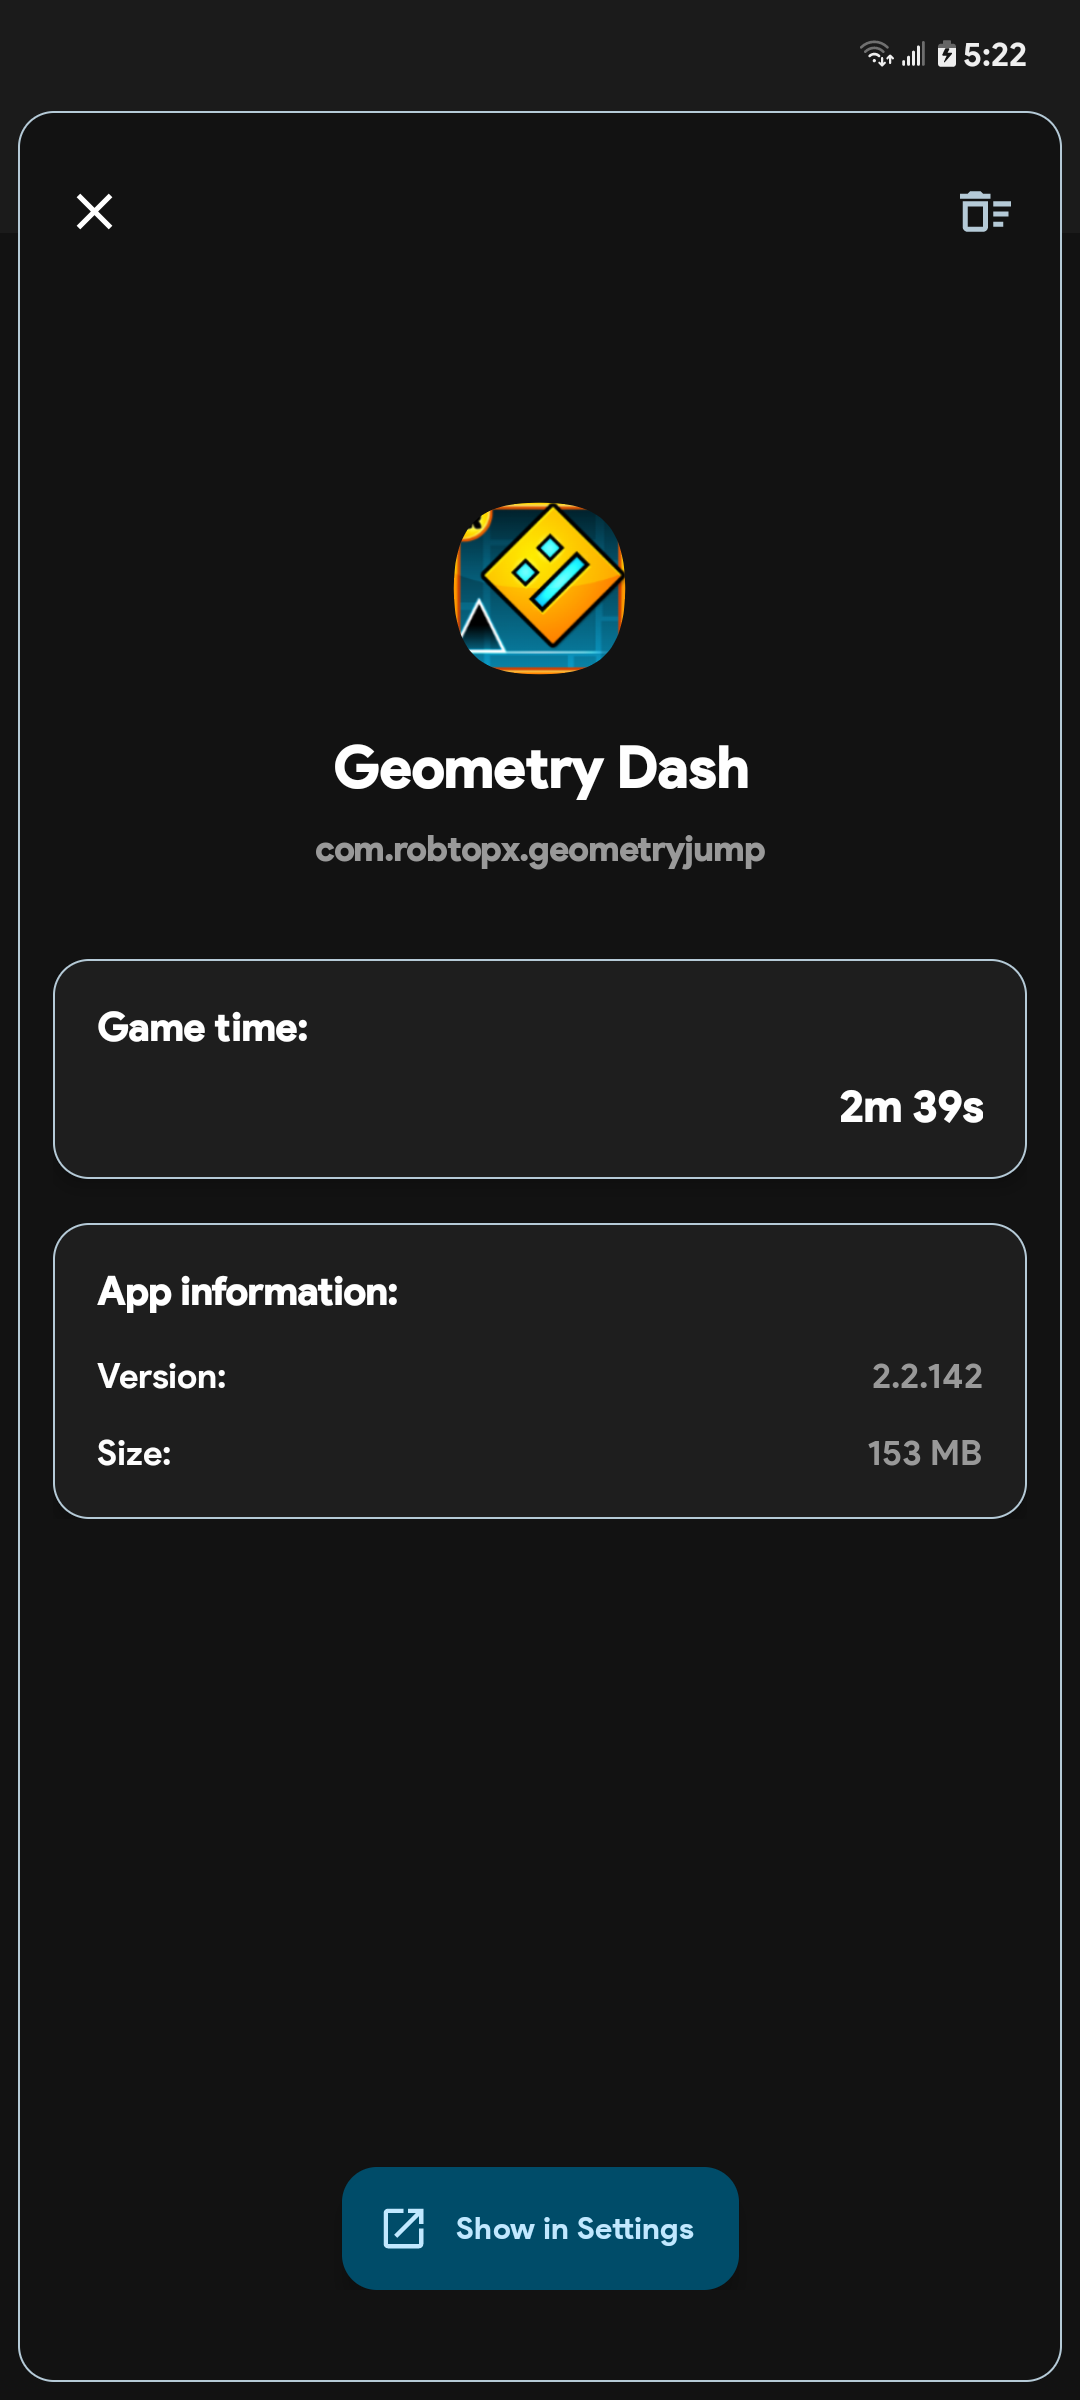 5:22
Geometry Dash
com.robtopx.geometryjump
Game time:
2m 39s
App information:
Version: 2.2.142
Size: 153 MB
Show in Settings